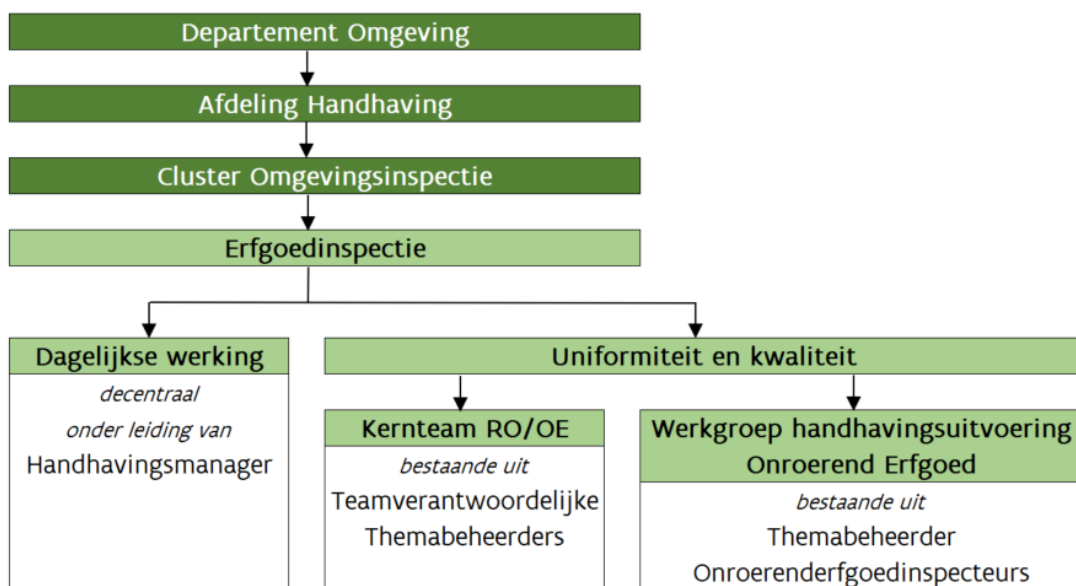 Departement Omgeving
Afdeling Handhaving
Cluster Omgevingsinspectie
Erfgoedinspectie
Dagelijkse werking
decentraal
onder leiding van
Handhavingsmanager
Uniformiteit en kwaliteit
Kernteam RO/OE
bestaande uit
Teamverantwoordelijke
Themabeheerders
Werkgroep handhavingsuitvoering
Onroerend Erfgoed
bestaande uit
Themabeheerder
Onroerenderfgoedinspecteurs